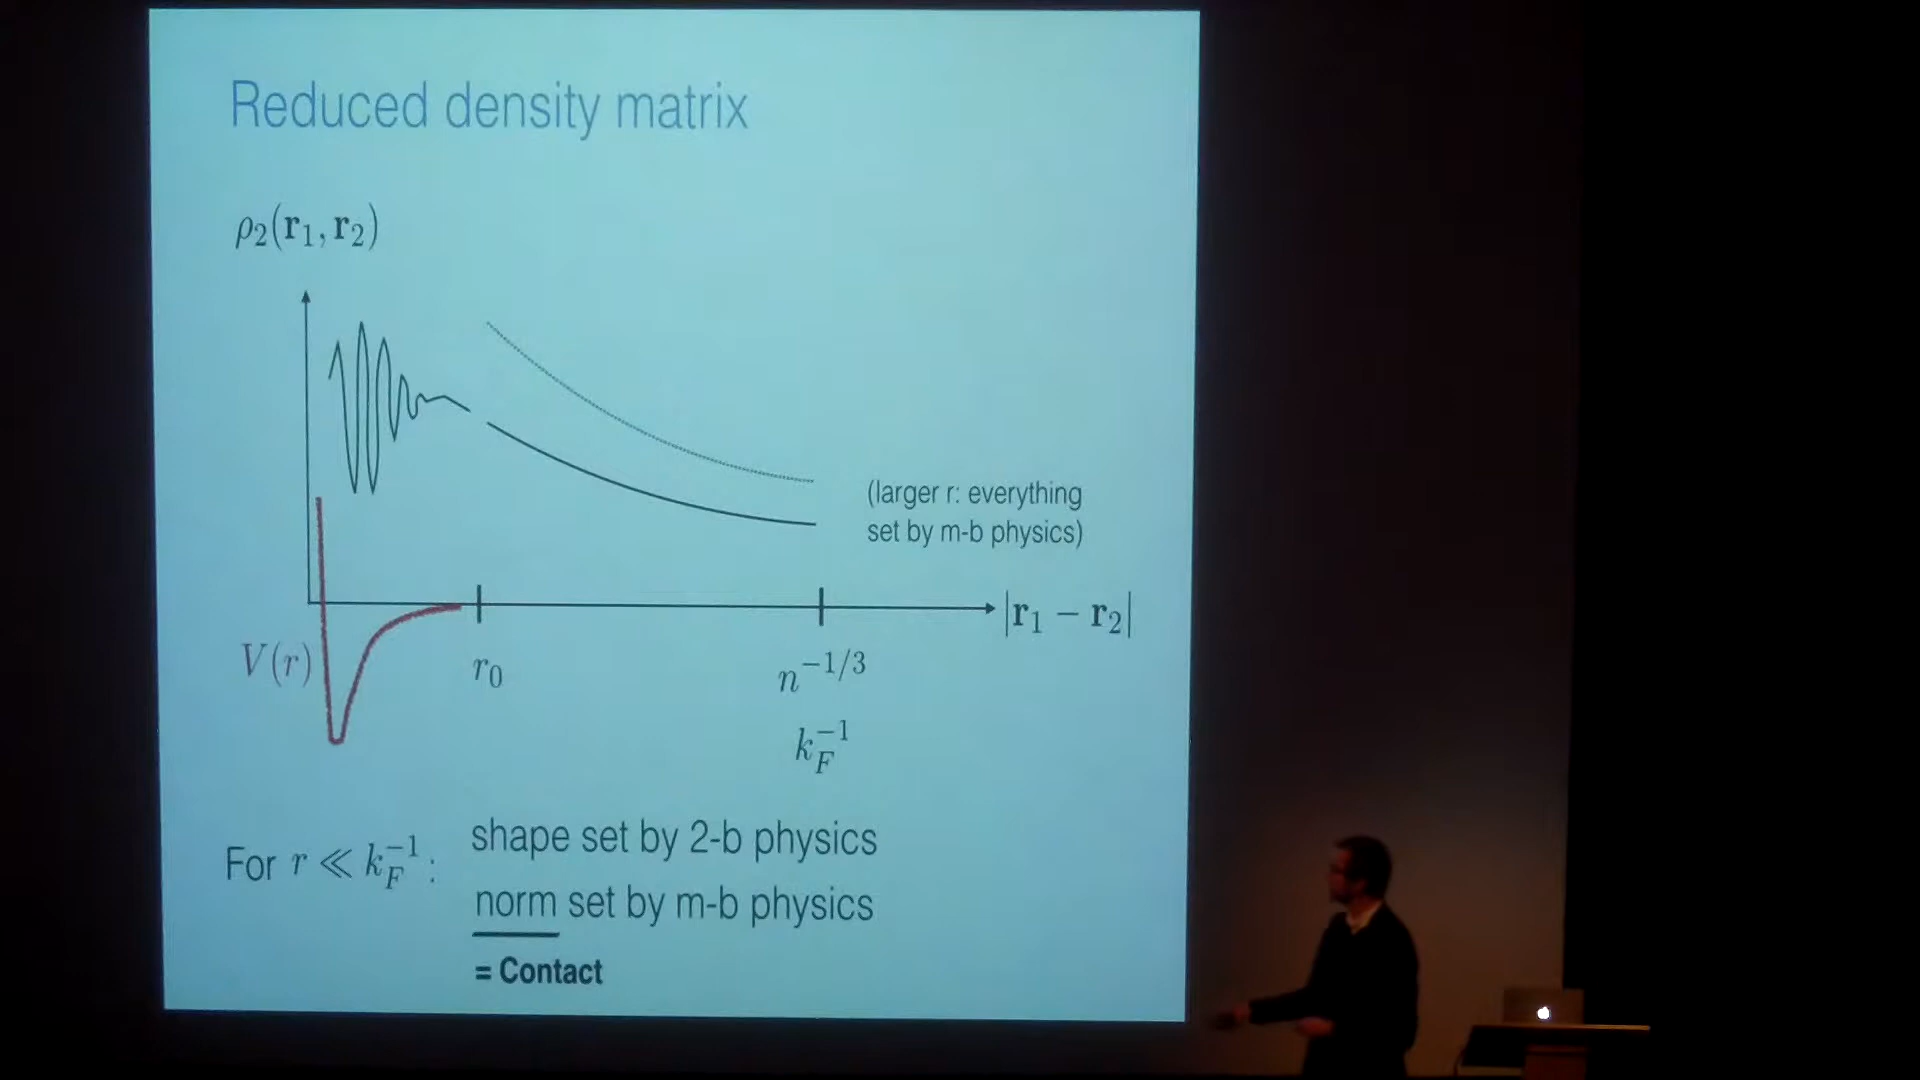 Reduced density matrix
ρ₂(r₁, r₂)
(larger r: everything
set by m-b physics)
|r₁ − r₂|
V(r)
r₀
n^{−1/3}
k_F^{−1}
For r ≪ k_F^{−1}:
shape set by 2-b physics
norm set by m-b physics
= Contact